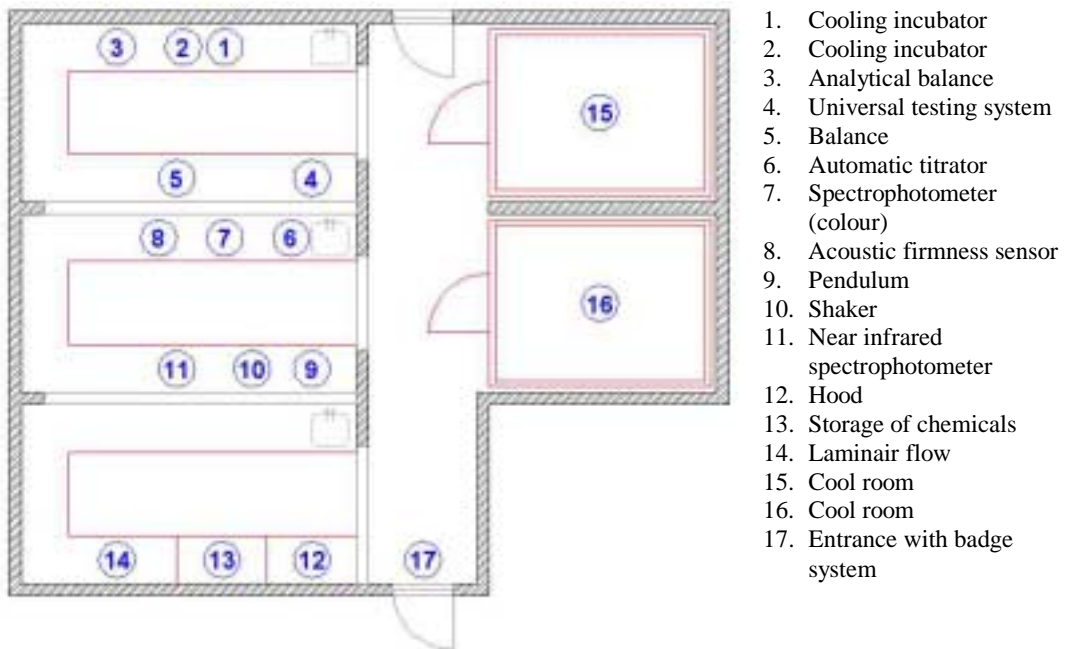 3 2 1
15
5 4
8 7 6
16
11 10 9
14 13 12 17
1. Cooling incubator
2. Cooling incubator
3. Analytical balance
4. Universal testing system
5. Balance
6. Automatic titrator
7. Spectrophotometer
(colour)
8. Acoustic firmness sensor
9. Pendulum
10. Shaker
11. Near infrared
spectrophotometer
12. Hood
13. Storage of chemicals
14. Laminair flow
15. Cool room
16. Cool room
17. Entrance with badge
system